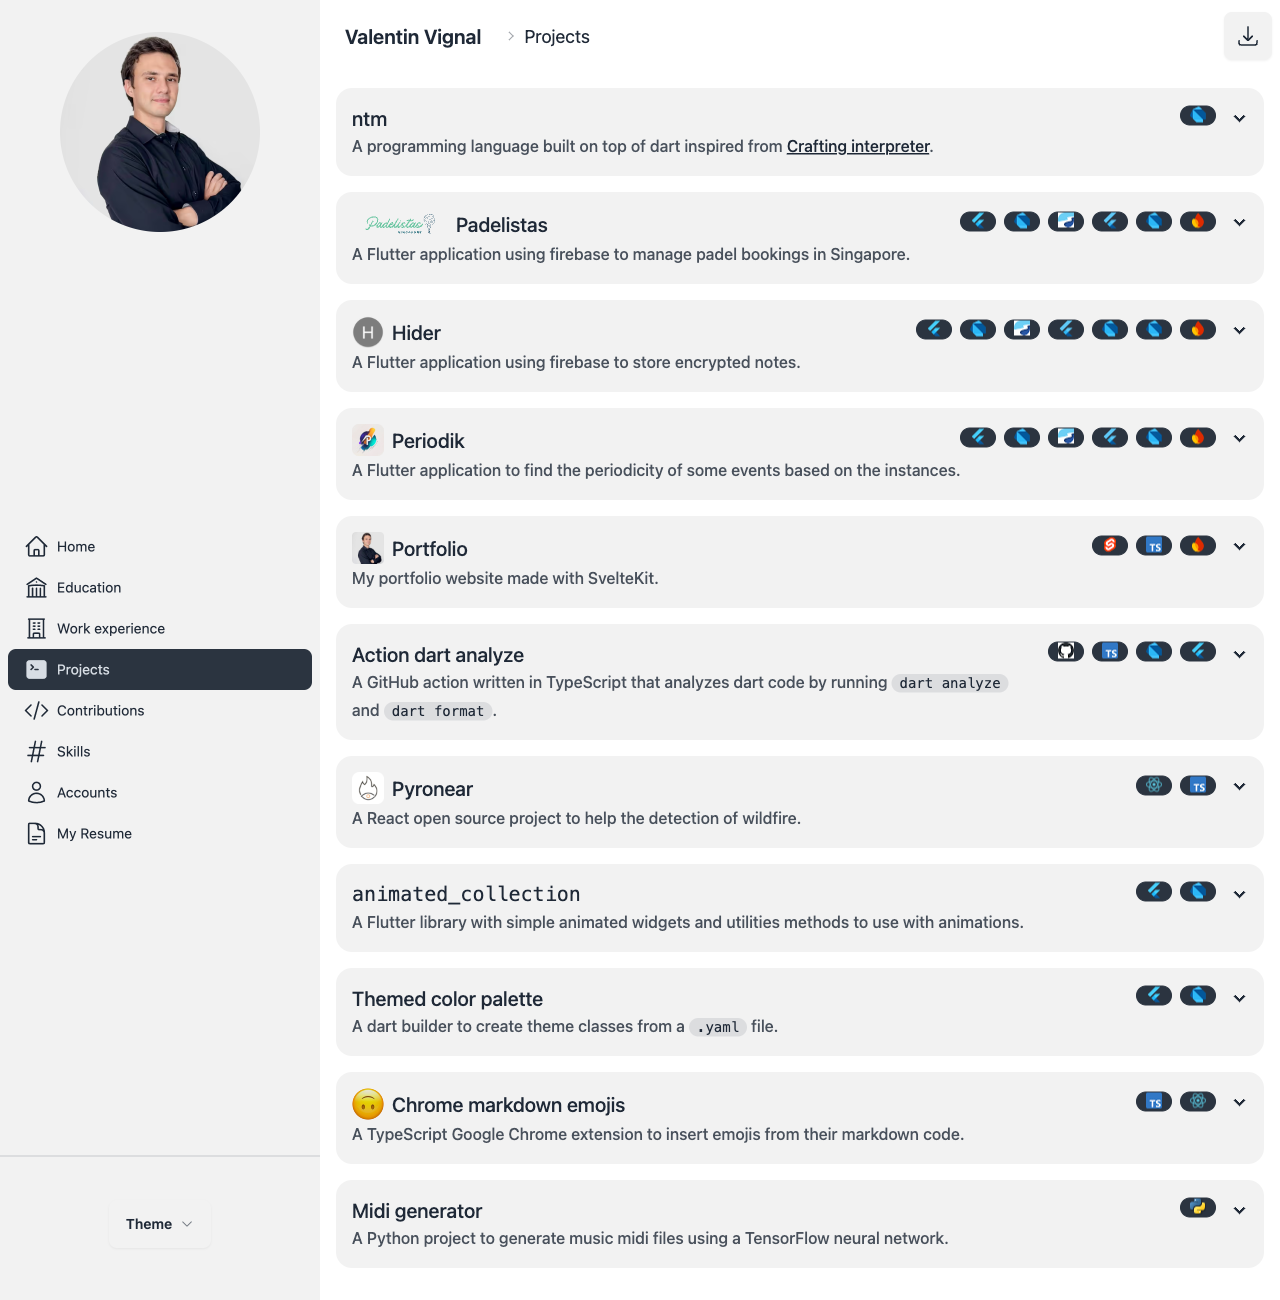 Valentin Vignal
Projects
ntm
A programming language built on top of dart inspired from Crafting interpreter.
Padelistas
Padelistas
A Flutter application using firebase to manage padel bookings in Singapore.
H
Hider
A Flutter application using firebase to store encrypted notes.
Periodik
A Flutter application to find the periodicity of some events based on the instances.
Portfolio
TS
My portfolio website made with SvelteKit.
Action dart analyze
TS
A GitHub action written in TypeScript that analyzes dart code by running dart analyze
and dart format.
Pyronear
TS
A React open source project to help the detection of wildfire.
animated_collection
A Flutter library with simple animated widgets and utilities methods to use with animations.
Themed color palette
A dart builder to create theme classes from a .yaml file.
Chrome markdown emojis
TS
A TypeScript Google Chrome extension to insert emojis from their markdown code.
Midi generator
A Python project to generate music midi files using a TensorFlow neural network.
Home
Education
Work experience
Projects
Contributions
Skills
Accounts
My Resume
Theme